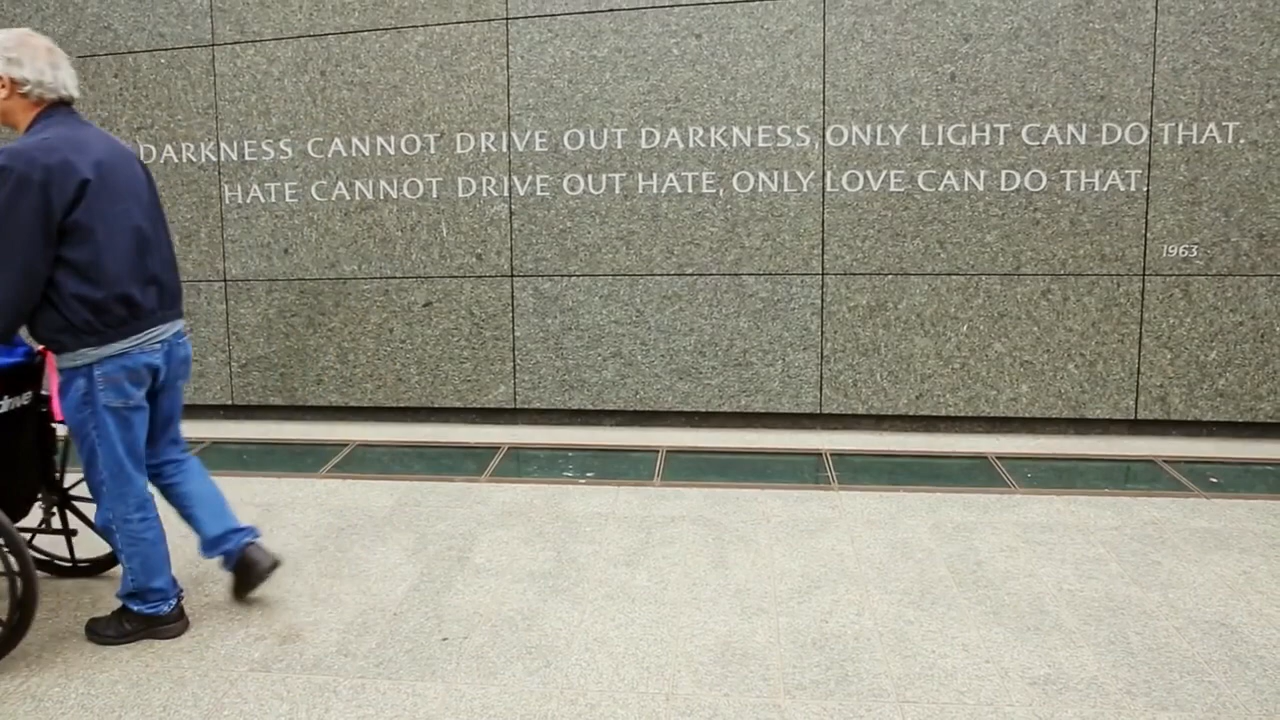 DARKNESS CANNOT DRIVE OUT DARKNESS, ONLY LIGHT CAN DO THAT.
HATE CANNOT DRIVE OUT HATE, ONLY LOVE CAN DO THAT.
1963